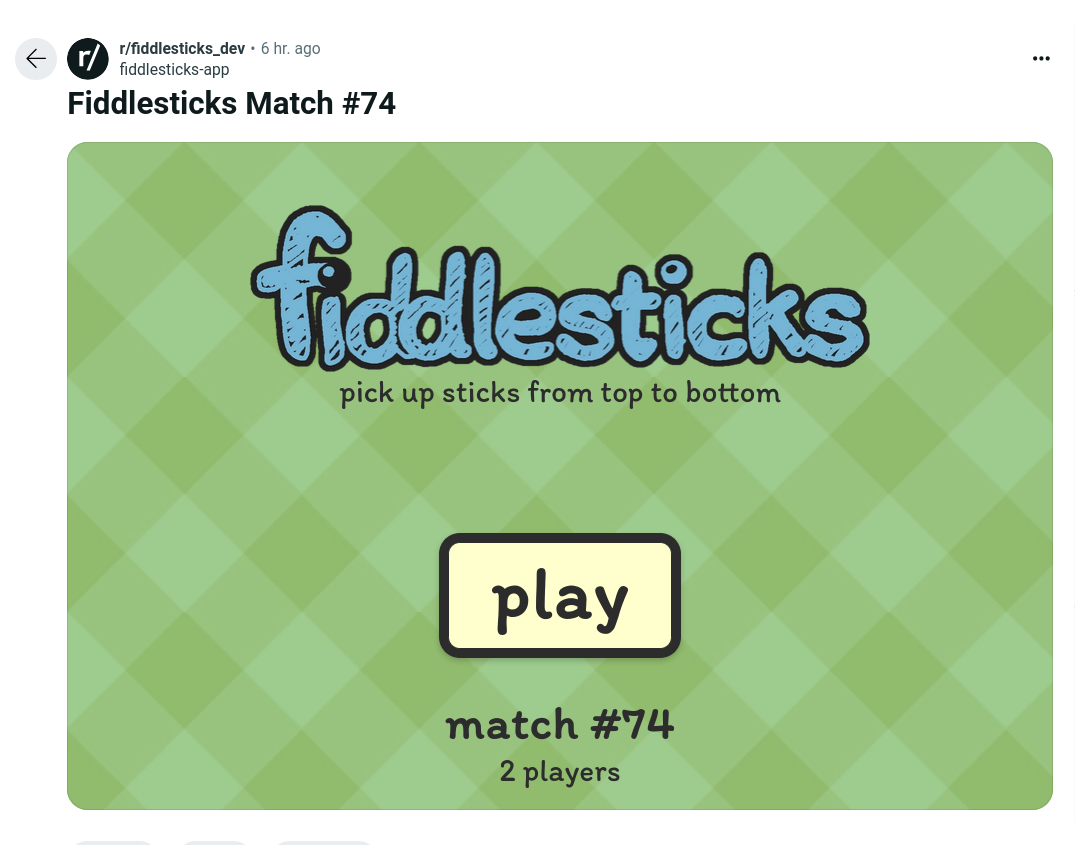 r/fiddlesticks_dev • 6 hr. ago
fiddlesticks-app
Fiddlesticks Match #74
fiddlesticks
pick up sticks from top to bottom
play
match #74
2 players